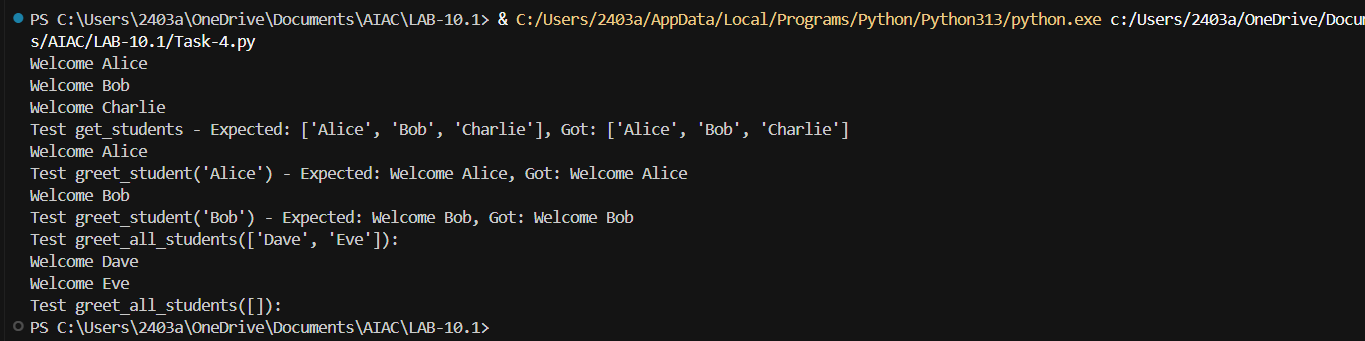 PS C:\Users\2403a\OneDrive\Documents\AIAC\LAB-10.1> & C:/Users/2403a/AppData/Local/Programs/Python/Python313/python.exe c:/Users/2403a/OneDrive/Docum
s/AIAC/LAB-10.1/Task-4.py
Welcome Alice
Welcome Bob
Welcome Charlie
Test get_students - Expected: ['Alice', 'Bob', 'Charlie'], Got: ['Alice', 'Bob', 'Charlie']
Welcome Alice
Test greet_student('Alice') - Expected: Welcome Alice, Got: Welcome Alice
Welcome Bob
Test greet_student('Bob') - Expected: Welcome Bob, Got: Welcome Bob
Test greet_all_students(['Dave', 'Eve']):
Welcome Dave
Welcome Eve
Test greet_all_students([]):
PS C:\Users\2403a\OneDrive\Documents\AIAC\LAB-10.1>